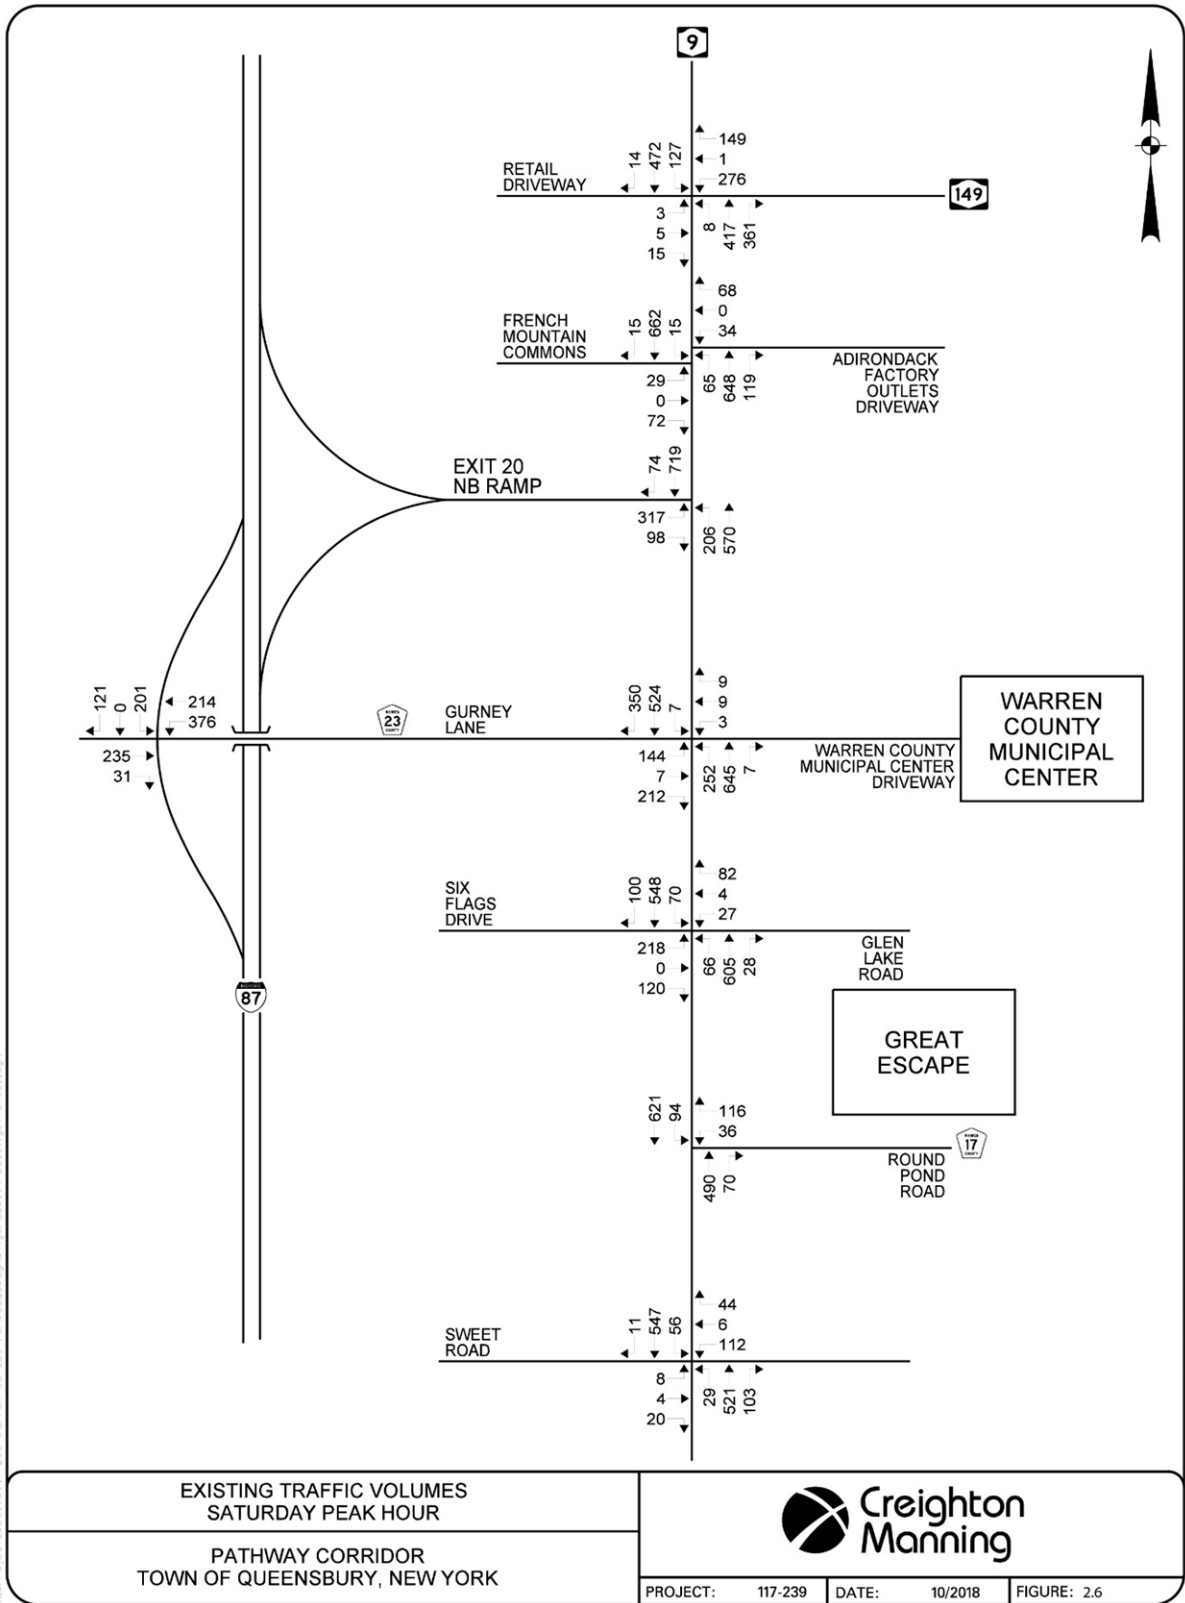 9
149
1
276
14
472
127
RETAIL
DRIVEWAY
149
3
5
15
8
417
361
68
0
34
15
662
15
FRENCH
MOUNTAIN
COMMONS
29
0
72
65
648
119
ADIRONDACK
FACTORY
OUTLETS
DRIVEWAY
74
719
EXIT 20
NB RAMP
317
98
206
570
121
0
201
214
376
235
31
23
GURNEY
LANE
350
524
7
9
9
3
144
7
212
252
645
7
WARREN COUNTY
MUNICIPAL CENTER
DRIVEWAY
WARREN
COUNTY
MUNICIPAL
CENTER
SIX
FLAGS
DRIVE
100
548
70
82
4
27
218
0
120
66
605
28
GLEN
LAKE
ROAD
87
GREAT
ESCAPE
621
94
116
36
490
70
17
ROUND
POND
ROAD
SWEET
ROAD
11
547
56
44
6
112
8
4
20
29
521
103
EXISTING TRAFFIC VOLUMES
SATURDAY PEAK HOUR
PATHWAY CORRIDOR
TOWN OF QUEENSBURY, NEW YORK
Creighton
Manning
PROJECT: 117-239 DATE: 10/2018 FIGURE: 2.6